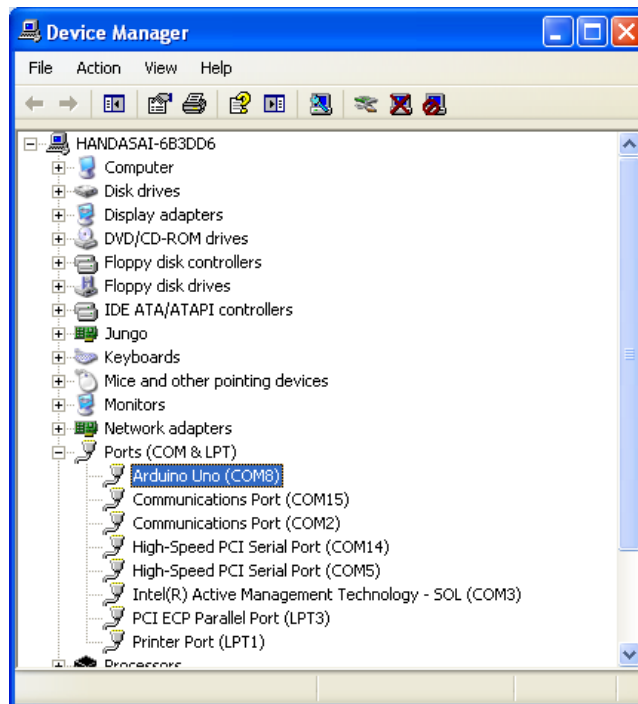 Device Manager
File Action View Help
HANDASAI-6B3DD6
Computer
Disk drives
Display adapters
DVD/CD-ROM drives
Floppy disk controllers
Floppy disk drives
IDE ATA/ATAPI controllers
Jungo
Keyboards
Mice and other pointing devices
Monitors
Network adapters
Ports (COM & LPT)
Arduino Uno (COM8)
Communications Port (COM15)
Communications Port (COM2)
High-Speed PCI Serial Port (COM14)
High-Speed PCI Serial Port (COM5)
Intel(R) Active Management Technology - SOL (COM3)
PCI ECP Parallel Port (LPT3)
Printer Port (LPT1)
Processors